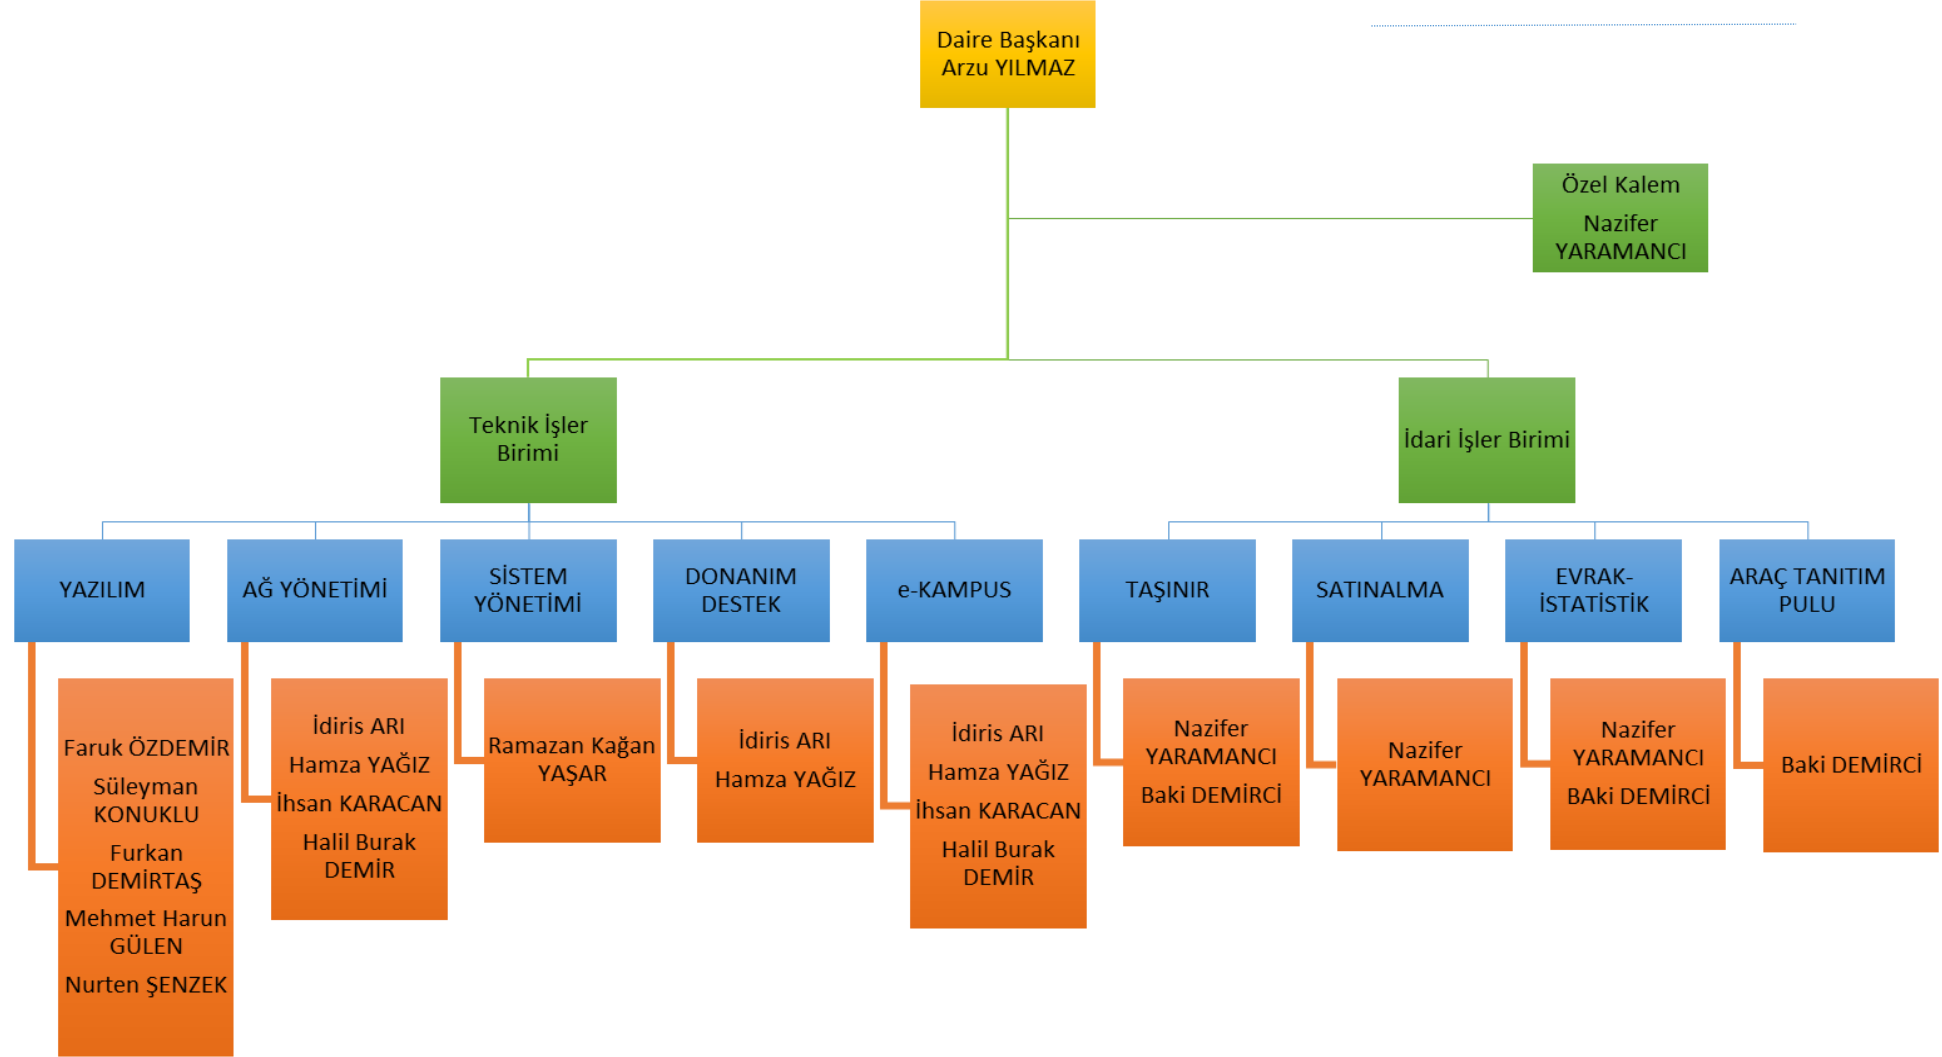 Daire Başkanı
Arzu YILMAZ
Özel Kalem
Nazifer
YARAMANCI
Teknik İşler
Birimi
İdari İşler Birimi
YAZILIM
AĞ YÖNETİMİ
SİSTEM
YÖNETİMİ
DONANIM
DESTEK
e-KAMPUS
TAŞINIR
SATINALMA
EVRAK-
İSTATİSTİK
ARAÇ TANITIM
PULU
Faruk ÖZDEMİR
Süleyman
KONUKLU
Furkan
DEMİRTAŞ
Mehmet Harun
GÜLEN
Nurten ŞENZEK
İdiris ARI
Hamza YAĞIZ
İhsan KARACAN
Halil Burak
DEMİR
Ramazan Kağan
YAŞAR
İdiris ARI
Hamza YAĞIZ
İdiris ARI
Hamza YAĞIZ
İhsan KARACAN
Halil Burak
DEMİR
Nazifer
YARAMANCI
Baki DEMİRCİ
Nazifer
YARAMANCI
Nazifer
YARAMANCI
BAki DEMİRCİ
Baki DEMİRCİ